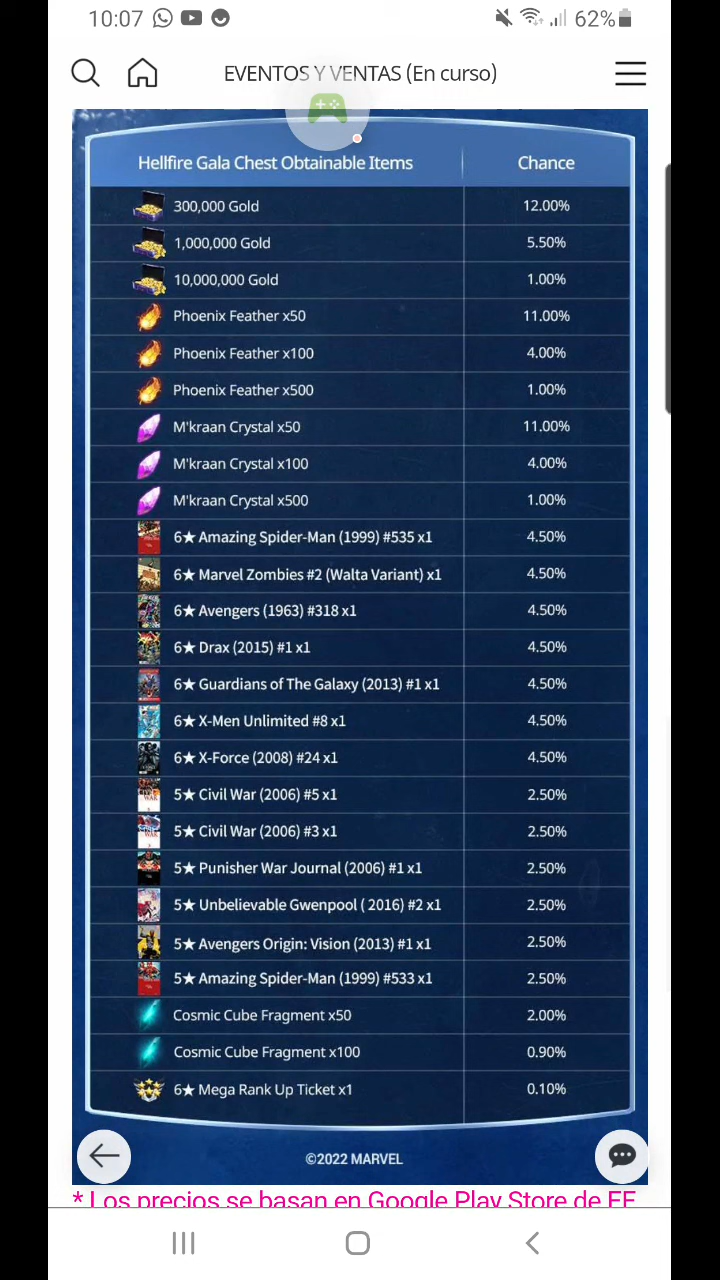 10:07 62%
EVENTOS Y VENTAS (En curso)
Hellfire Gala Chest Obtainable Items Chance
300,000 Gold 12.00%
1,000,000 Gold 5.50%
10,000,000 Gold 1.00%
Phoenix Feather x50 11.00%
Phoenix Feather x100 4.00%
Phoenix Feather x500 1.00%
M'kraan Crystal x50 11.00%
M'kraan Crystal x100 4.00%
M'kraan Crystal x500 1.00%
6★ Amazing Spider-Man (1999) #535 x1 4.50%
6★ Marvel Zombies #2 (Walta Variant) x1 4.50%
6★ Avengers (1963) #318 x1 4.50%
6★ Drax (2015) #1 x1 4.50%
6★ Guardians of The Galaxy (2013) #1 x1 4.50%
6★ X-Men Unlimited #8 x1 4.50%
6★ X-Force (2008) #24 x1 4.50%
5★ Civil War (2006) #5 x1 2.50%
5★ Civil War (2006) #3 x1 2.50%
5★ Punisher War Journal (2006) #1 x1 2.50%
5★ Unbelievable Gwenpool ( 2016) #2 x1 2.50%
5★ Avengers Origin: Vision (2013) #1 x1 2.50%
5★ Amazing Spider-Man (1999) #533 x1 2.50%
Cosmic Cube Fragment x50 2.00%
Cosmic Cube Fragment x100 0.90%
6★ Mega Rank Up Ticket x1 0.10%
©2022 MARVEL
* Los precios se basan en Google Play Store de EE